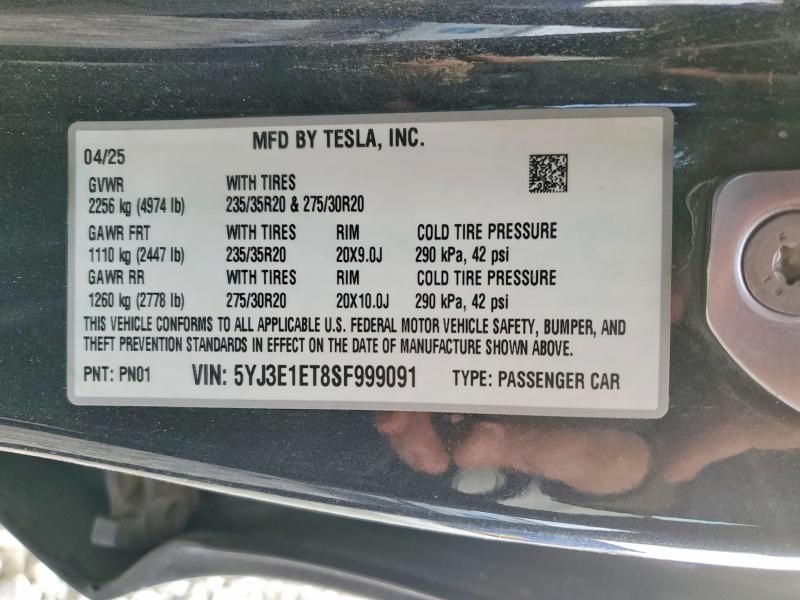 MFD BY TESLA, INC.
04/25
GVWR WITH TIRES
2256 kg (4974 lb) 235/35R20 & 275/30R20
GAWR FRT WITH TIRES RIM COLD TIRE PRESSURE
1110 kg (2447 lb) 235/35R20 20X9.0J 290 kPa, 42 psi
GAWR RR WITH TIRES RIM COLD TIRE PRESSURE
1260 kg (2778 lb) 275/30R20 20X10.0J 290 kPa, 42 psi
THIS VEHICLE CONFORMS TO ALL APPLICABLE U.S. FEDERAL MOTOR VEHICLE SAFETY, BUMPER, AND
THEFT PREVENTION STANDARDS IN EFFECT ON THE DATE OF MANUFACTURE SHOWN ABOVE.
PNT: PN01 VIN: 5YJ3E1ET8SF999091 TYPE: PASSENGER CAR